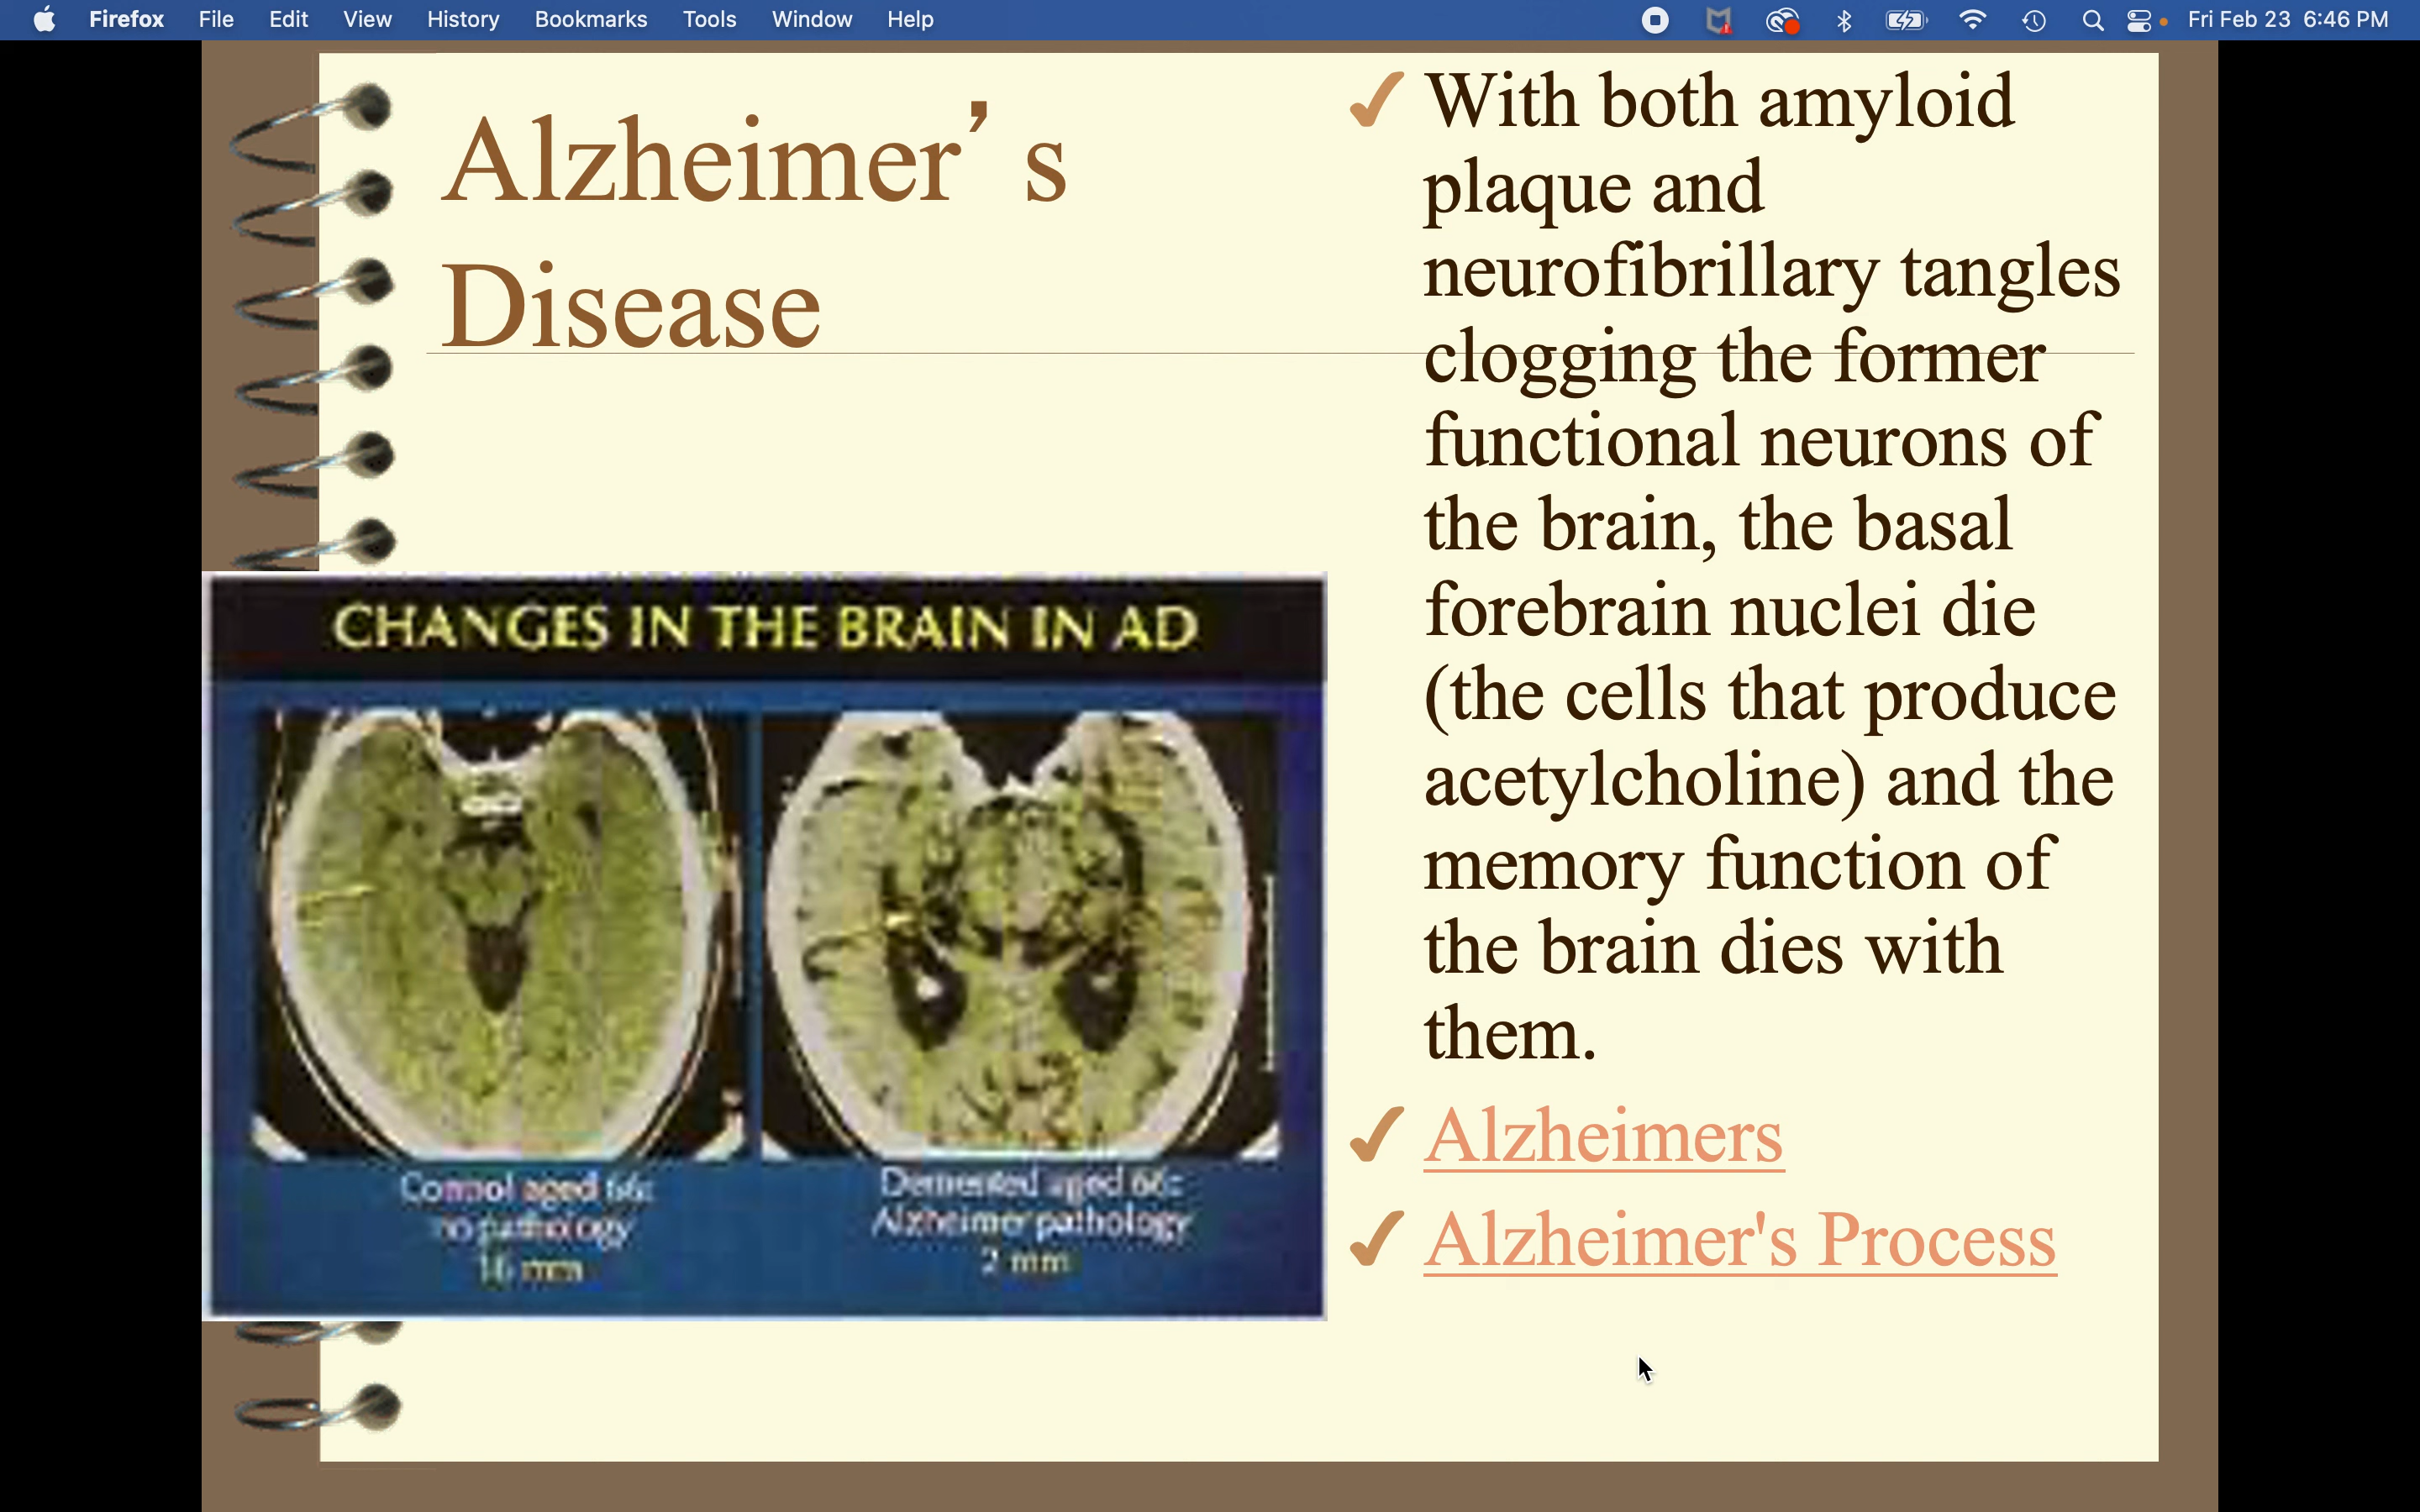 Firefox File Edit View History Bookmarks Tools Window Help Fri Feb 23 6:46 PM
Alzheimer’s
Disease
CHANGES IN THE BRAIN IN AD
Control aged 66:
no pathology
16 mm
Demented aged 66:
Alzheimer pathology
2 mm
✓ With both amyloid
plaque and
neurofibrillary tangles
clogging the former
functional neurons of
the brain, the basal
forebrain nuclei die
(the cells that produce
acetylcholine) and the
memory function of
the brain dies with
them.
✓ Alzheimers
✓ Alzheimer's Process